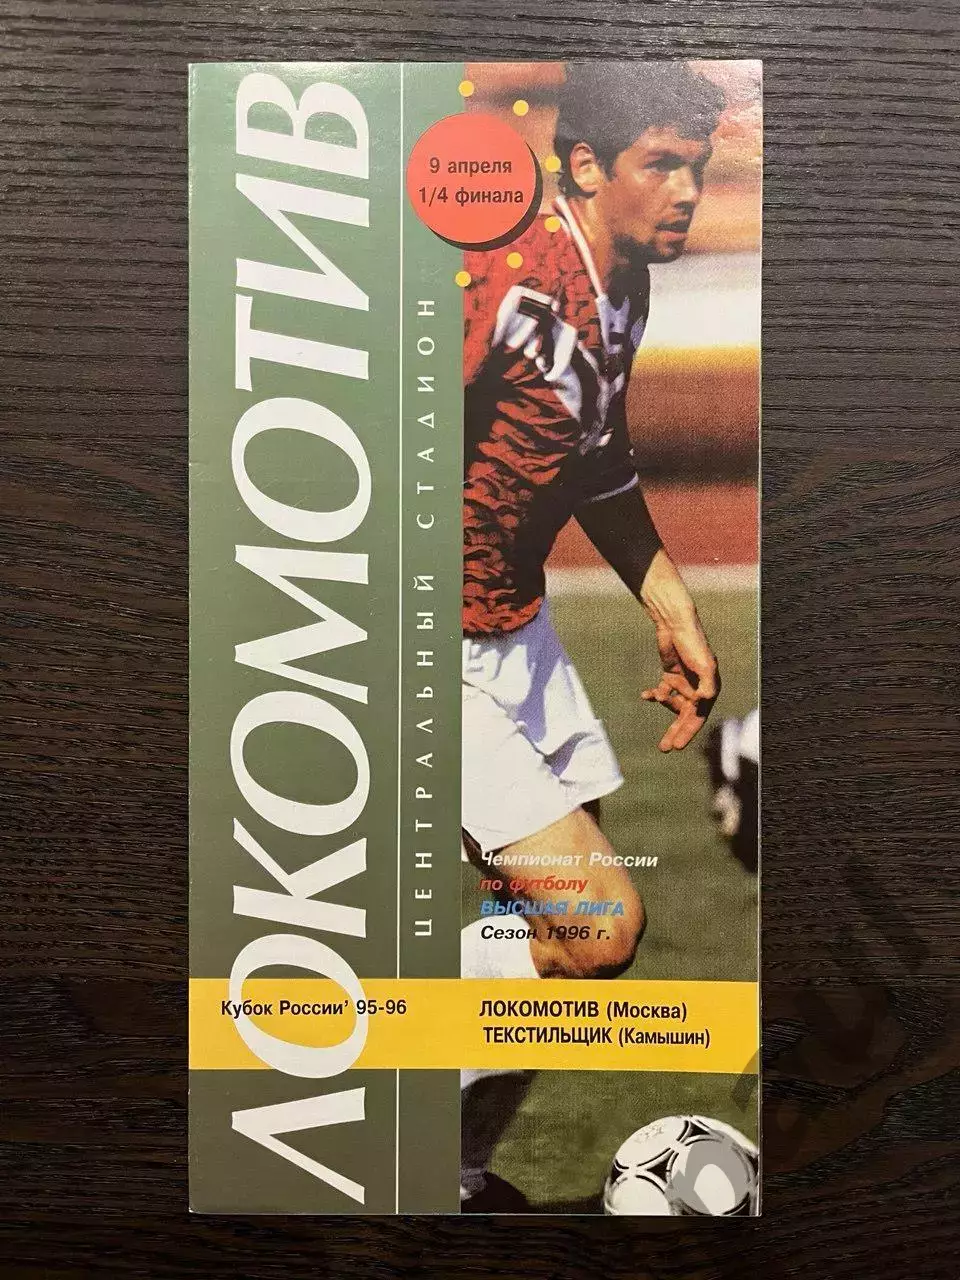 ЛОКОМОТИВ
ЦЕНТРАЛЬНЫЙ СТАДИОН
9 апреля
1/4 финала
Чемпионат России
по футболу
ВЫСШАЯ ЛИГА
Сезон 1996 г.
Кубок России' 95-96
ЛОКОМОТИВ (Москва)
ТЕКСТИЛЬЩИК (Камышин)